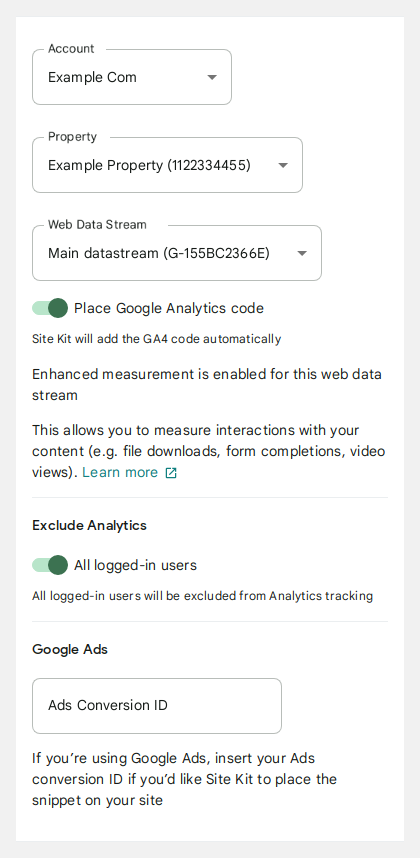 Account
Example Com
Property
Example Property (1122334455)
Web Data Stream
Main datastream (G-155BC2366E)
Place Google Analytics code
Site Kit will add the GA4 code automatically
Enhanced measurement is enabled for this web data
stream
This allows you to measure interactions with your
content (e.g. file downloads, form completions, video
views). Learn more
Exclude Analytics
All logged-in users
All logged-in users will be excluded from Analytics tracking
Google Ads
Ads Conversion ID
If you’re using Google Ads, insert your Ads
conversion ID if you’d like Site Kit to place the
snippet on your site